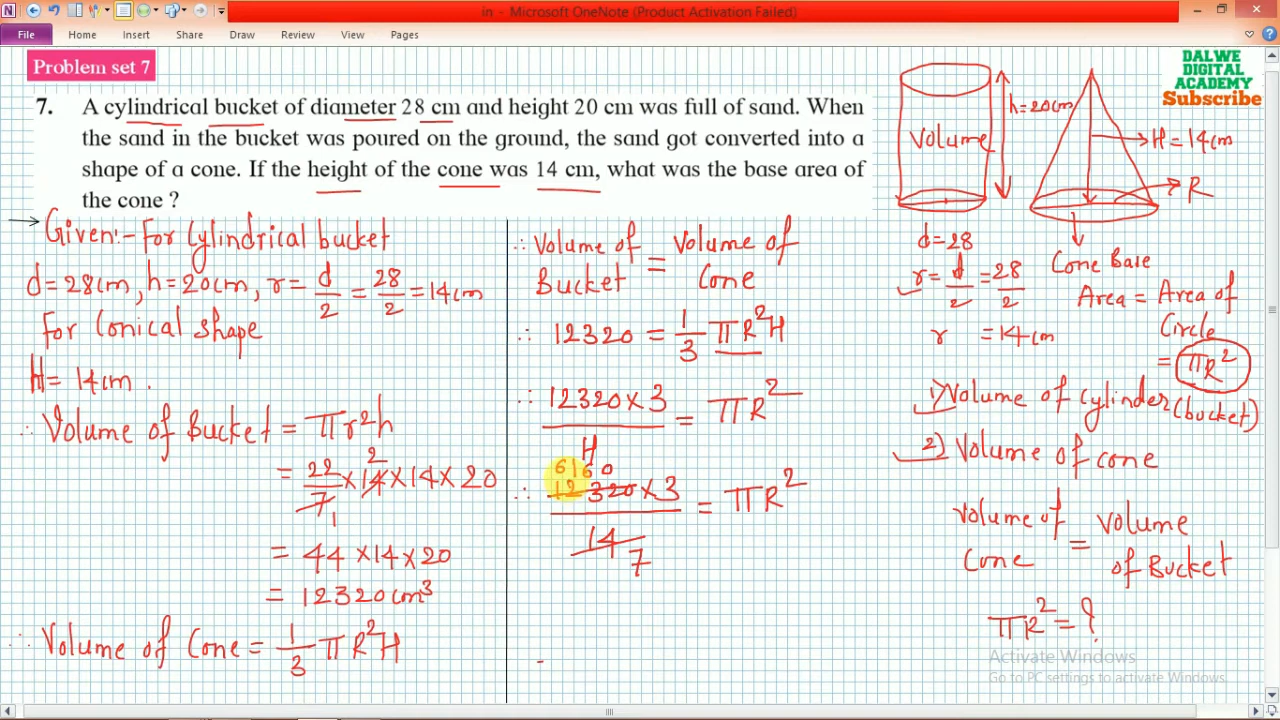 in - Microsoft OneNote (Product Activation Failed)
File Home Insert Share Draw Review View Pages
Problem set 7
DALWE
DIGITAL
ACADEMY
Subscribe
7. A cylindrical bucket of diameter 28 cm and height 20 cm was full of sand. When
the sand in the bucket was poured on the ground, the sand got converted into a
shape of a cone. If the height of the cone was 14 cm, what was the base area of
the cone ?
Given:- For Cylindrical bucket
d = 28cm, h = 20cm, r = d/2 = 28/2 = 14cm
For Conical shape
H = 14cm .
∴ Volume of Bucket = πr²h
= 22/7 × 14 × 14 × 20
2
1
= 44 × 14 × 20
= 12320 cm³
∴ Volume of Cone = 1/3 πR²H
∴ Volume of = Volume of
Bucket Cone
∴ 12320 = 1/3 πR²H
∴ 12320 × 3 / H = πR²
6160
∴ 12320 × 3 / 14 = πR²
7
Volume
h = 20cm
H = 14cm
R
d = 28
r = d/2 = 28/2
r = 14cm
Cone Base
Area = Area of
Circle
= πR²
1) Volume of cylinder (bucket)
2) Volume of cone
Volume of = Volume
Cone of Bucket
πR² = ?
Activate Windows
Go to PC settings to activate Windows.